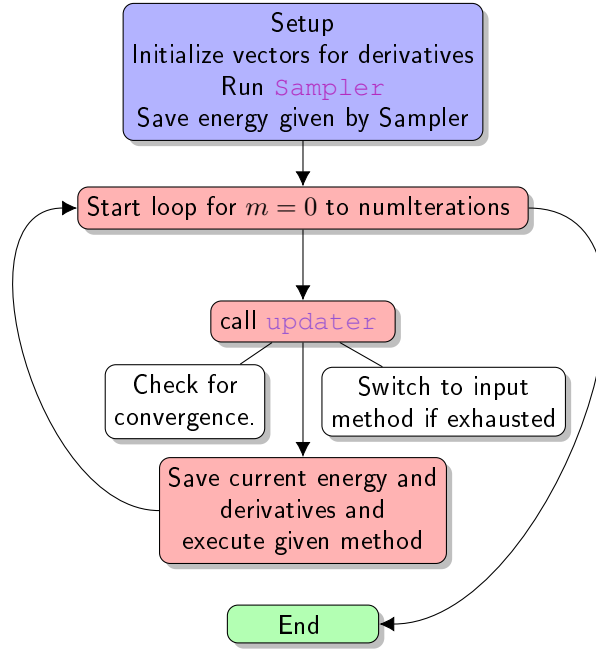 Setup
Initialize vectors for derivatives
Run Sampler
Save energy given by Sampler
Start loop for m = 0 to numIterations
call updater
Check for
convergence.
Switch to input
method if exhausted
Save current energy and
derivatives and
execute given method
End